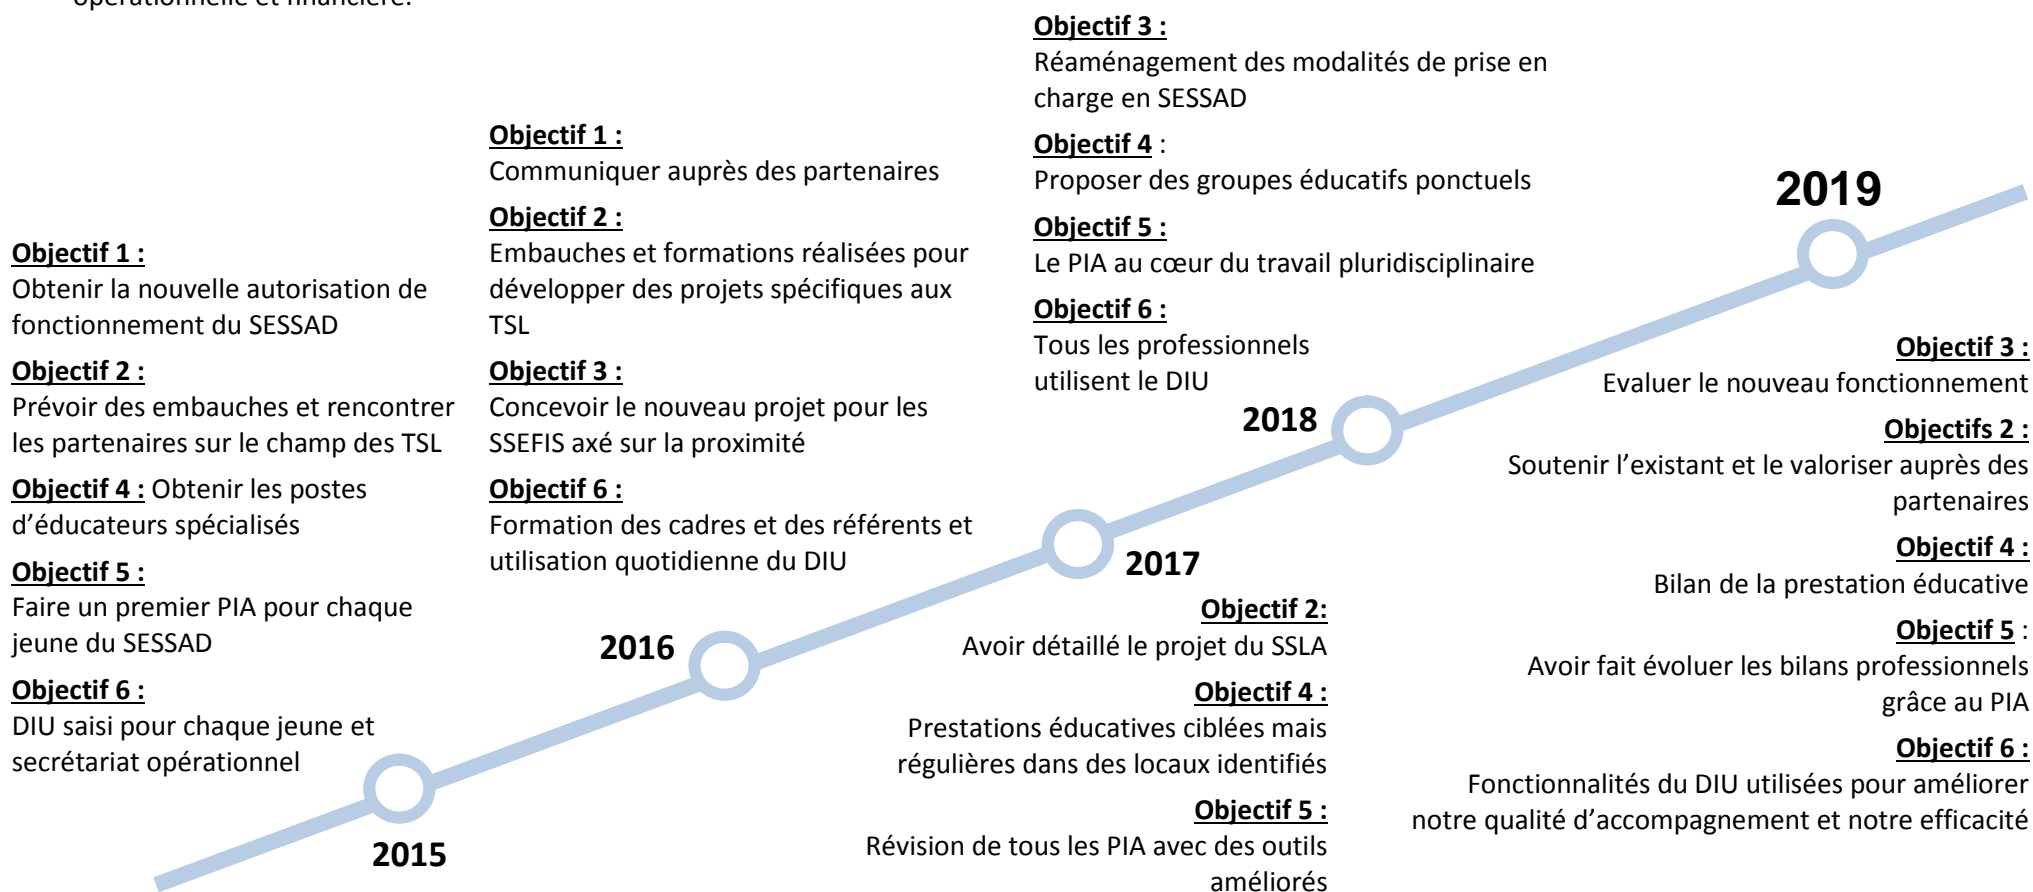 opérationnelle et financière.
Objectif 1 :
Obtenir la nouvelle autorisation de
fonctionnement du SESSAD
Objectif 2 :
Prévoir des embauches et rencontrer
les partenaires sur le champ des TSL
Objectif 4 : Obtenir les postes
d’éducateurs spécialisés
Objectif 5 :
Faire un premier PIA pour chaque
jeune du SESSAD
Objectif 6 :
DIU saisi pour chaque jeune et
secrétariat opérationnel
2015
Objectif 1 :
Communiquer auprès des partenaires
Objectif 2 :
Embauches et formations réalisées pour
développer des projets spécifiques aux
TSL
Objectif 3 :
Concevoir le nouveau projet pour les
SSEFIS axé sur la proximité
Objectif 6 :
Formation des cadres et des référents et
utilisation quotidienne du DIU
2016
2017
Objectif 2:
Avoir détaillé le projet du SSLA
Objectif 4 :
Prestations éducatives ciblées mais
régulières dans des locaux identifiés
Objectif 5 :
Révision de tous les PIA avec des outils
améliorés
Objectif 3 :
Réaménagement des modalités de prise en
charge en SESSAD
Objectif 4 :
Proposer des groupes éducatifs ponctuels
Objectif 5 :
Le PIA au cœur du travail pluridisciplinaire
Objectif 6 :
Tous les professionnels
utilisent le DIU
2018
2019
Objectif 3 :
Evaluer le nouveau fonctionnement
Objectifs 2 :
Soutenir l’existant et le valoriser auprès des
partenaires
Objectif 4 :
Bilan de la prestation éducative
Objectif 5 :
Avoir fait évoluer les bilans professionnels
grâce au PIA
Objectif 6 :
Fonctionnalités du DIU utilisées pour améliorer
notre qualité d’accompagnement et notre efficacité